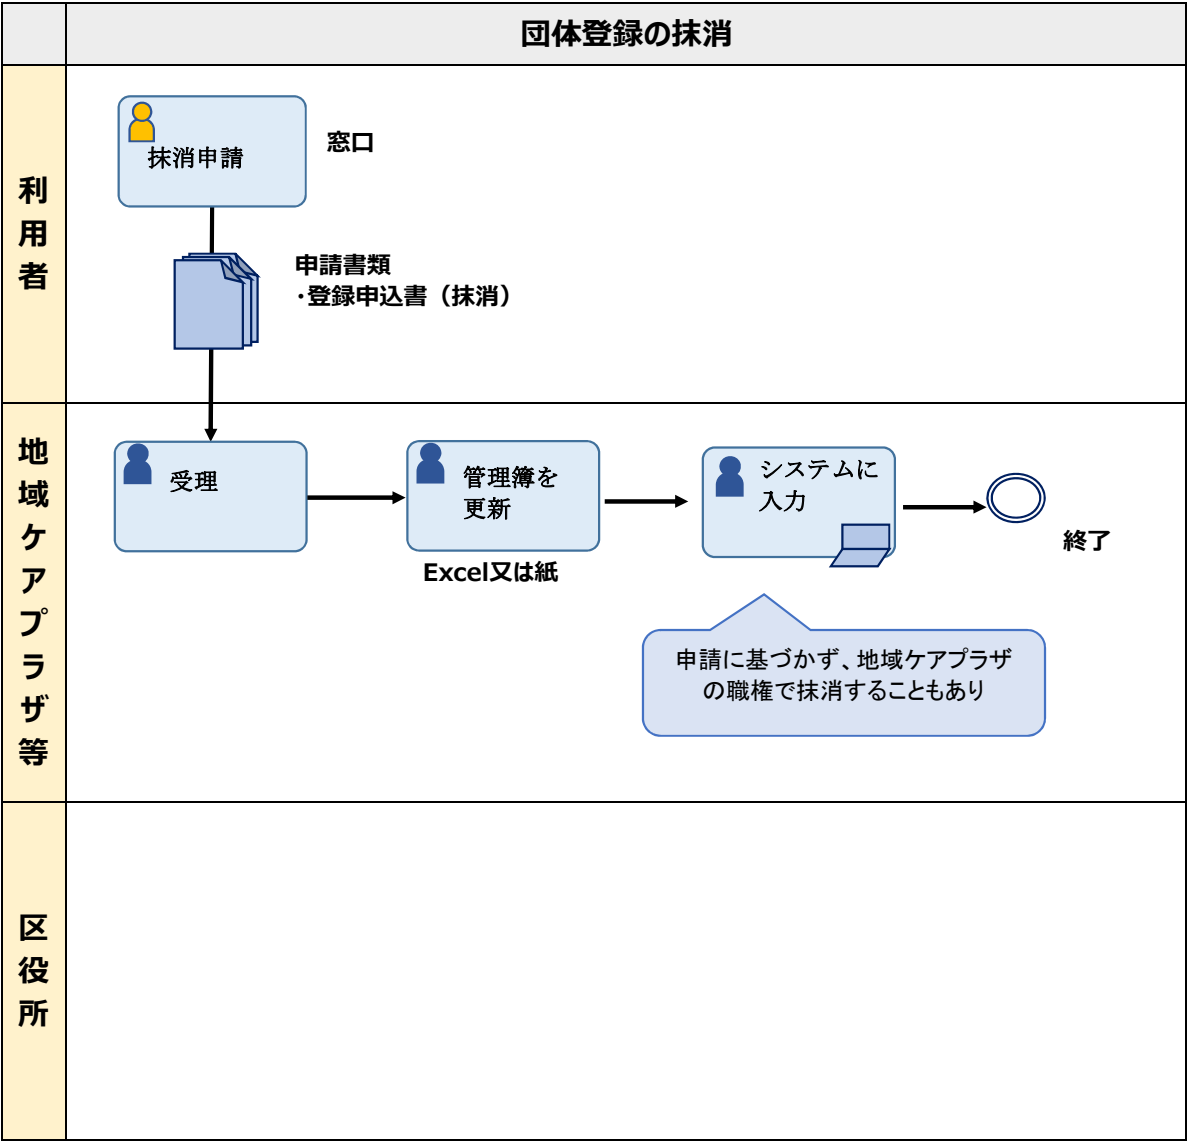 団体登録の抹消
利用者
抹消申請
窓口
申請書類
・登録申込書（抹消）
地域ケアプラザ等
受理
管理簿を
更新
Excel又は紙
システムに
入力
終了
申請に基づかず、地域ケアプラザ
の職権で抹消することもあり
区役所